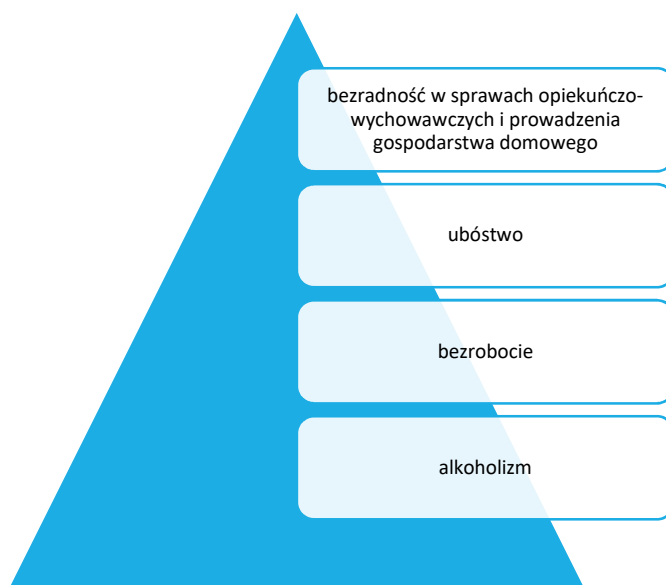 bezradność w sprawach opiekuńczo-
wychowawczych i prowadzenia
gospodarstwa domowego
ubóstwo
bezrobocie
alkoholizm